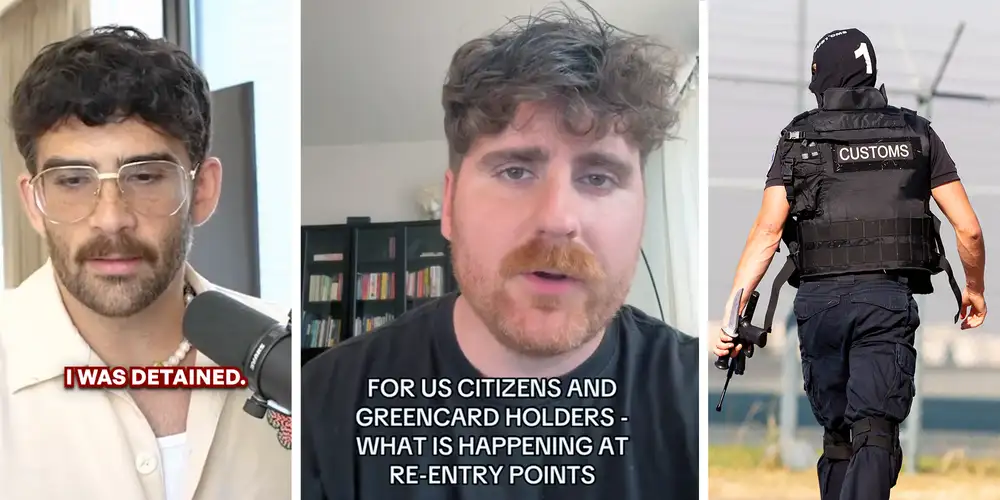 I WAS DETAINED.
FOR US CITIZENS AND
GREENCARD HOLDERS -
WHAT IS HAPPENING AT
RE-ENTRY POINTS
1
CUSTOMS